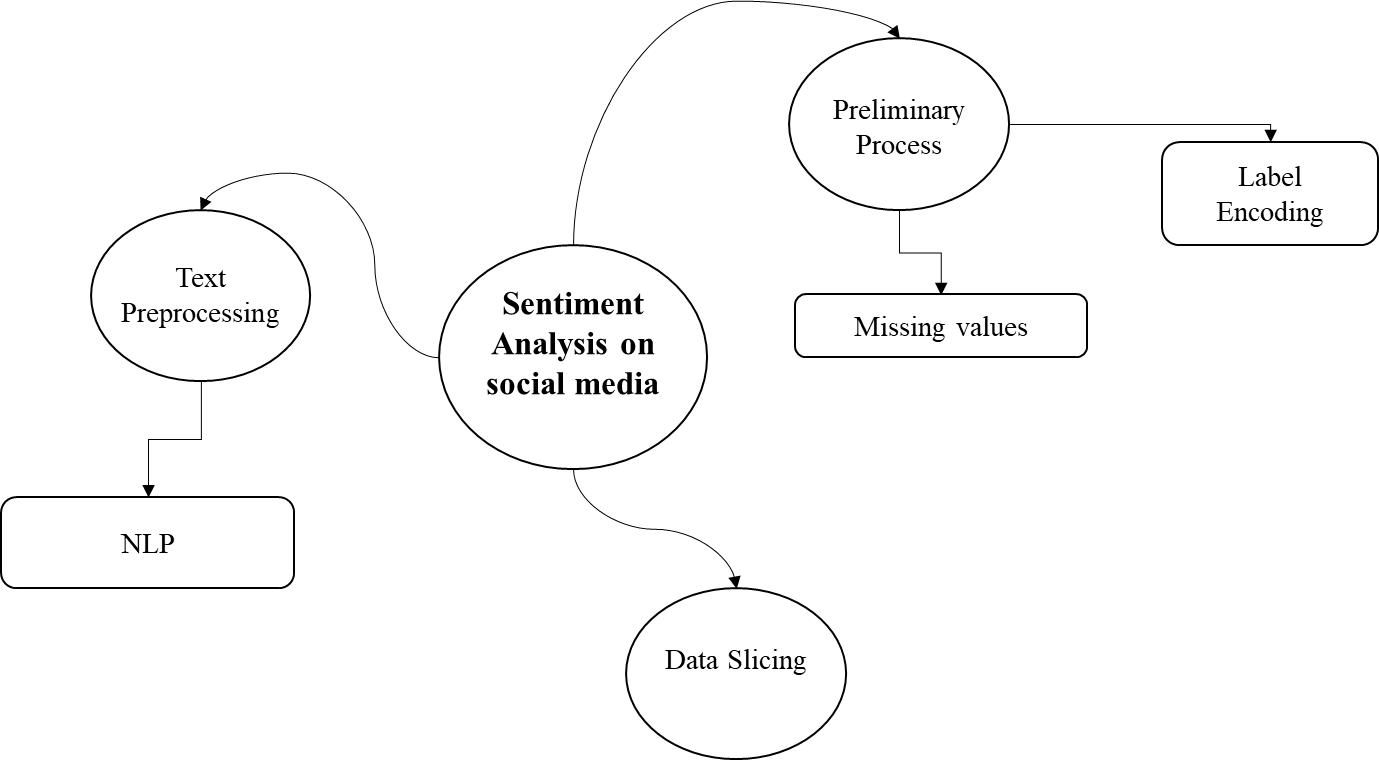 Preliminary
Process
Label
Encoding
Text
Preprocessing
Sentiment
Analysis on
social media
Missing values
NLP
Data Slicing